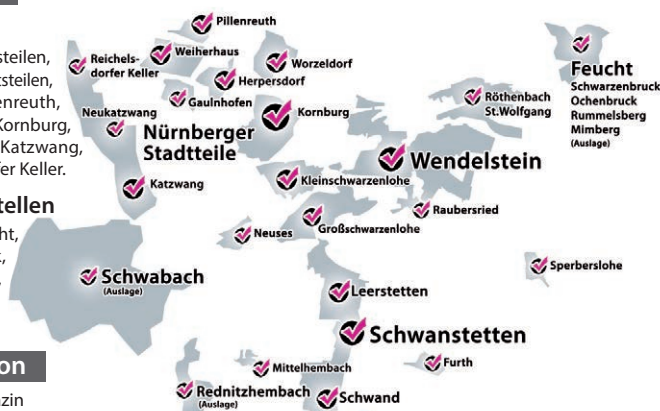 steilen,
tsteilen,
enreuth,
Kornburg,
Katzwang,
fer Keller.
tellen
ht,
on
zin
Pillenreuth
Reichels-
dorfer Keller
Weiherhaus
Worzeldorf
Herpersdorf
Gaulnhofen
Neukatzwang
Kornburg
Nürnberger
Stadtteile
Katzwang
Röthenbach
St.Wolfgang
Feucht
Schwarzenbruck
Ochenbruck
Rummelsberg
Mimberg
(Auslage)
Wendelstein
Kleinschwarzenlohe
Raubersried
Großschwarzenlohe
Neuses
Schwabach
(Auslage)
Sperberslohe
Leerstetten
Schwanstetten
Mittelhembach
Furth
Rednitzhembach
(Auslage)
Schwand